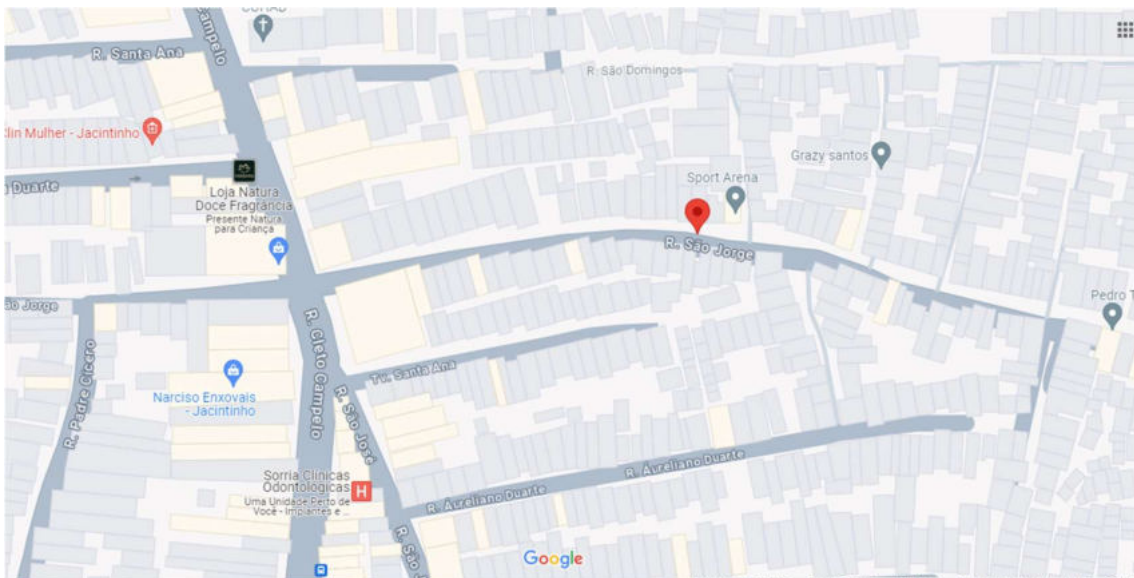 Campelo
R. Santa Ana
R. São Domingos
Clin Mulher - Jacintinho
Grazy santos
Duarte
Loja Natura
Doce Fragrância
Presente Natura
para Criança
Sport Arena
R. São Jorge
São Jorge
Pedro T
R. Cleto Campelo
R. Padre Cicero
Tv. Santa Ana
Narciso Enxovais
- Jacintinho
R. São José
Sorria Clínicas
Odontológicas
Uma Unidade Perto de
Você - Implantes e ...
H
R. Aureliano Duarte
R. Aureliano Duarte
R. São J
Google